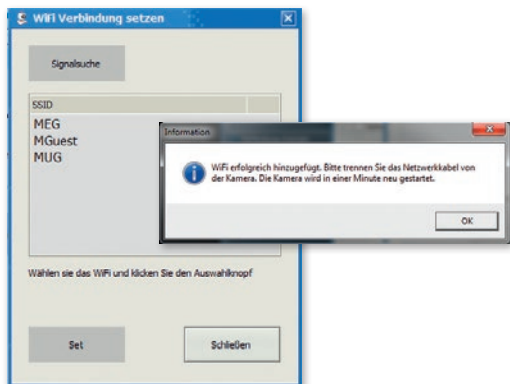 WiFi Verbindung setzen
Signalsuche
SSID
MEG
MGuest
MUG
Information
WiFi erfolgreich hinzugefügt. Bitte trennen Sie das Netzwerkkabel von
der Kamera. Die Kamera wird in einer Minute neu gestartet.
OK
Wählen sie das WiFi und klicken Sie den Auswahlknopf
Set
Schließen